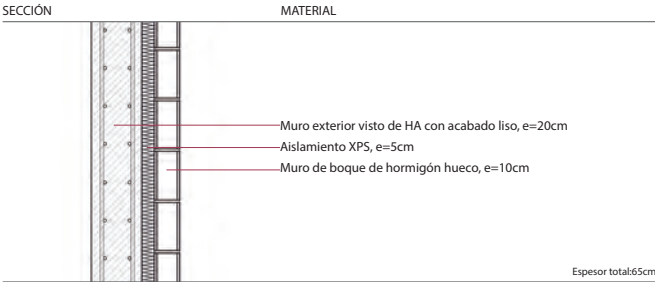 SECCIÓN MATERIAL
Muro exterior visto de HA con acabado liso, e=20cm
Aislamiento XPS, e=5cm
Muro de boque de hormigón hueco, e=10cm
Espesor total:65cm